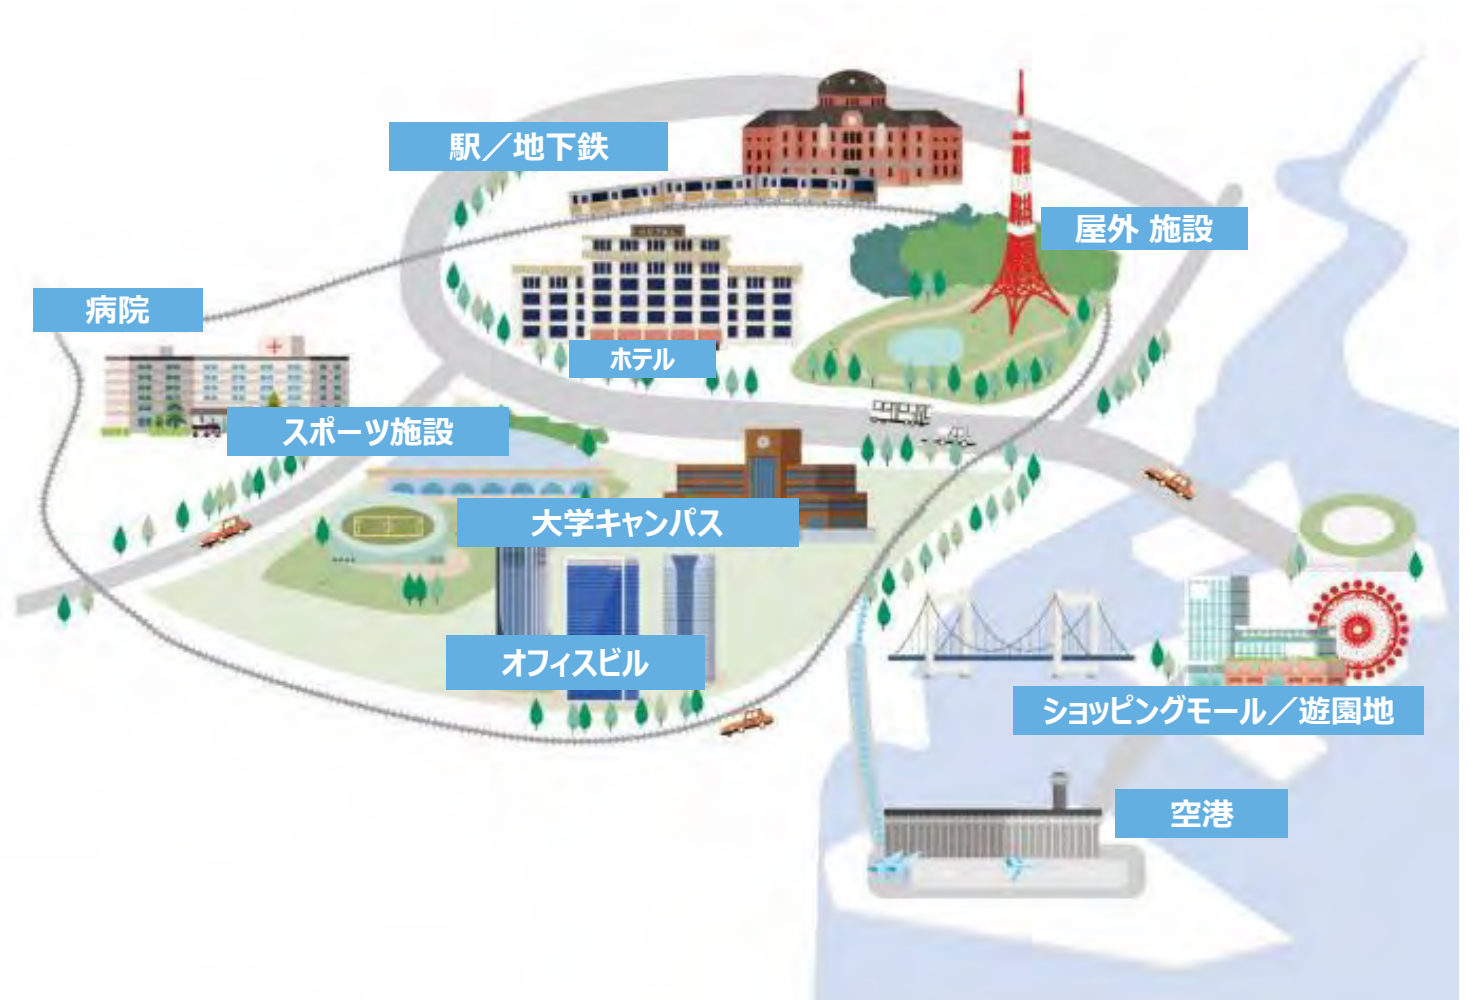 駅／地下鉄
屋外 施設
HOTEL
病院
ホテル
スポーツ施設
大学キャンパス
オフィスビル
ショッピングモール／遊園地
空港